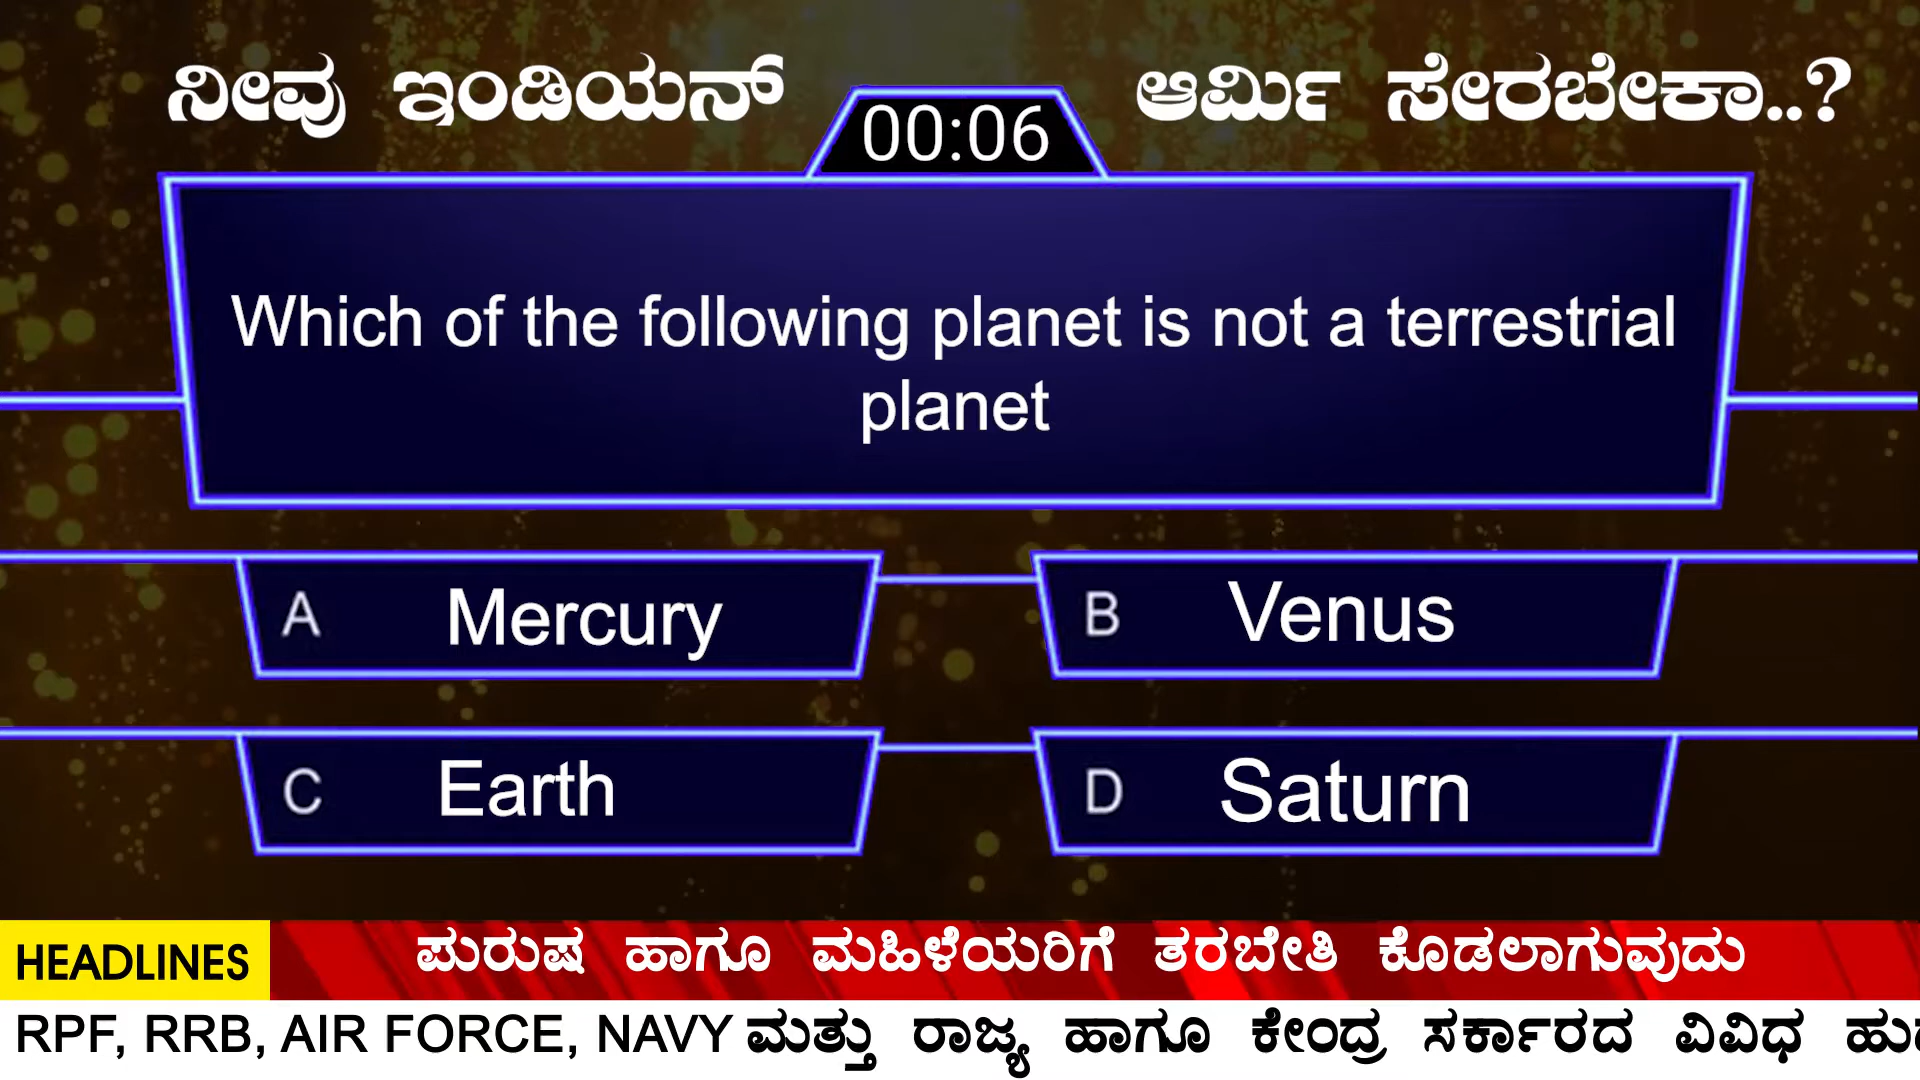 ನೀವು ಇಂಡಿಯನ್ ಆರ್ಮಿ ಸೇರಬೇಕಾ..?
00:06
Which of the following planet is not a terrestrial
planet
A Mercury
B Venus
C Earth
D Saturn
HEADLINES ಪುರುಷ ಹಾಗೂ ಮಹಿಳೆಯರಿಗೆ ತರಬೇತಿ ಕೊಡಲಾಗುವುದು
RPF, RRB, AIR FORCE, NAVY ಮತ್ತು ರಾಜ್ಯ ಹಾಗೂ ಕೇಂದ್ರ ಸರ್ಕಾರದ ವಿವಿಧ